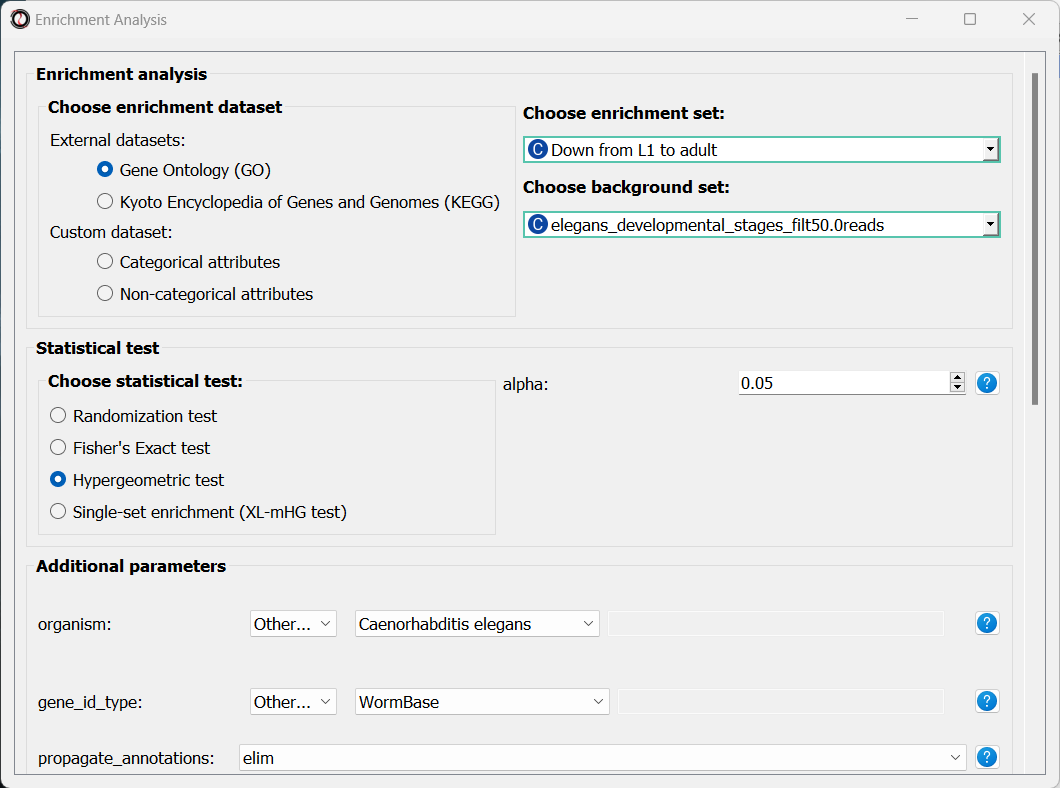 Enrichment Analysis
Enrichment analysis
Choose enrichment dataset
External datasets:
Gene Ontology (GO)
Kyoto Encyclopedia of Genes and Genomes (KEGG)
Custom dataset:
Categorical attributes
Non-categorical attributes
Choose enrichment set:
C Down from L1 to adult
Choose background set:
C elegans_developmental_stages_filt50.0reads
Statistical test
Choose statistical test:
Randomization test
Fisher's Exact test
Hypergeometric test
Single-set enrichment (XL-mHG test)
alpha: 0.05 ?
Additional parameters
organism: Other... Caenorhabditis elegans ?
gene_id_type: Other... WormBase ?
propagate_annotations: elim ?